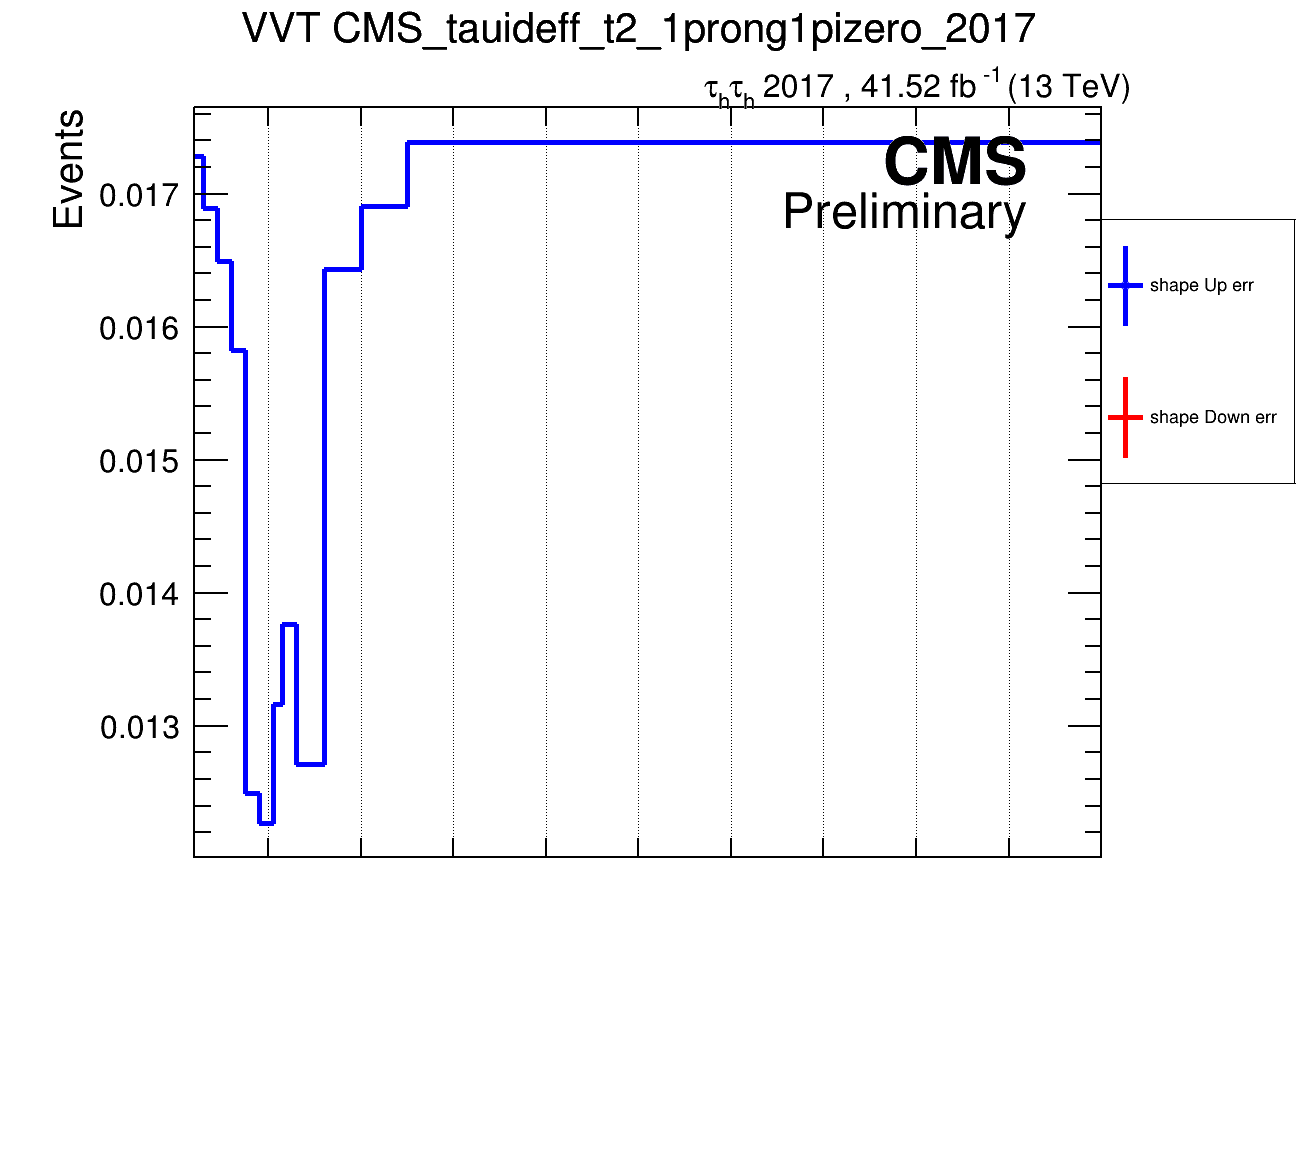 VVT CMS_tauideff_t2_1prong1pizero_2017
τhτh 2017 , 41.52 fb -1 (13 TeV)
Events
CMS
Preliminary
0.017
0.016
0.015
0.014
0.013
shape Up err
shape Down err